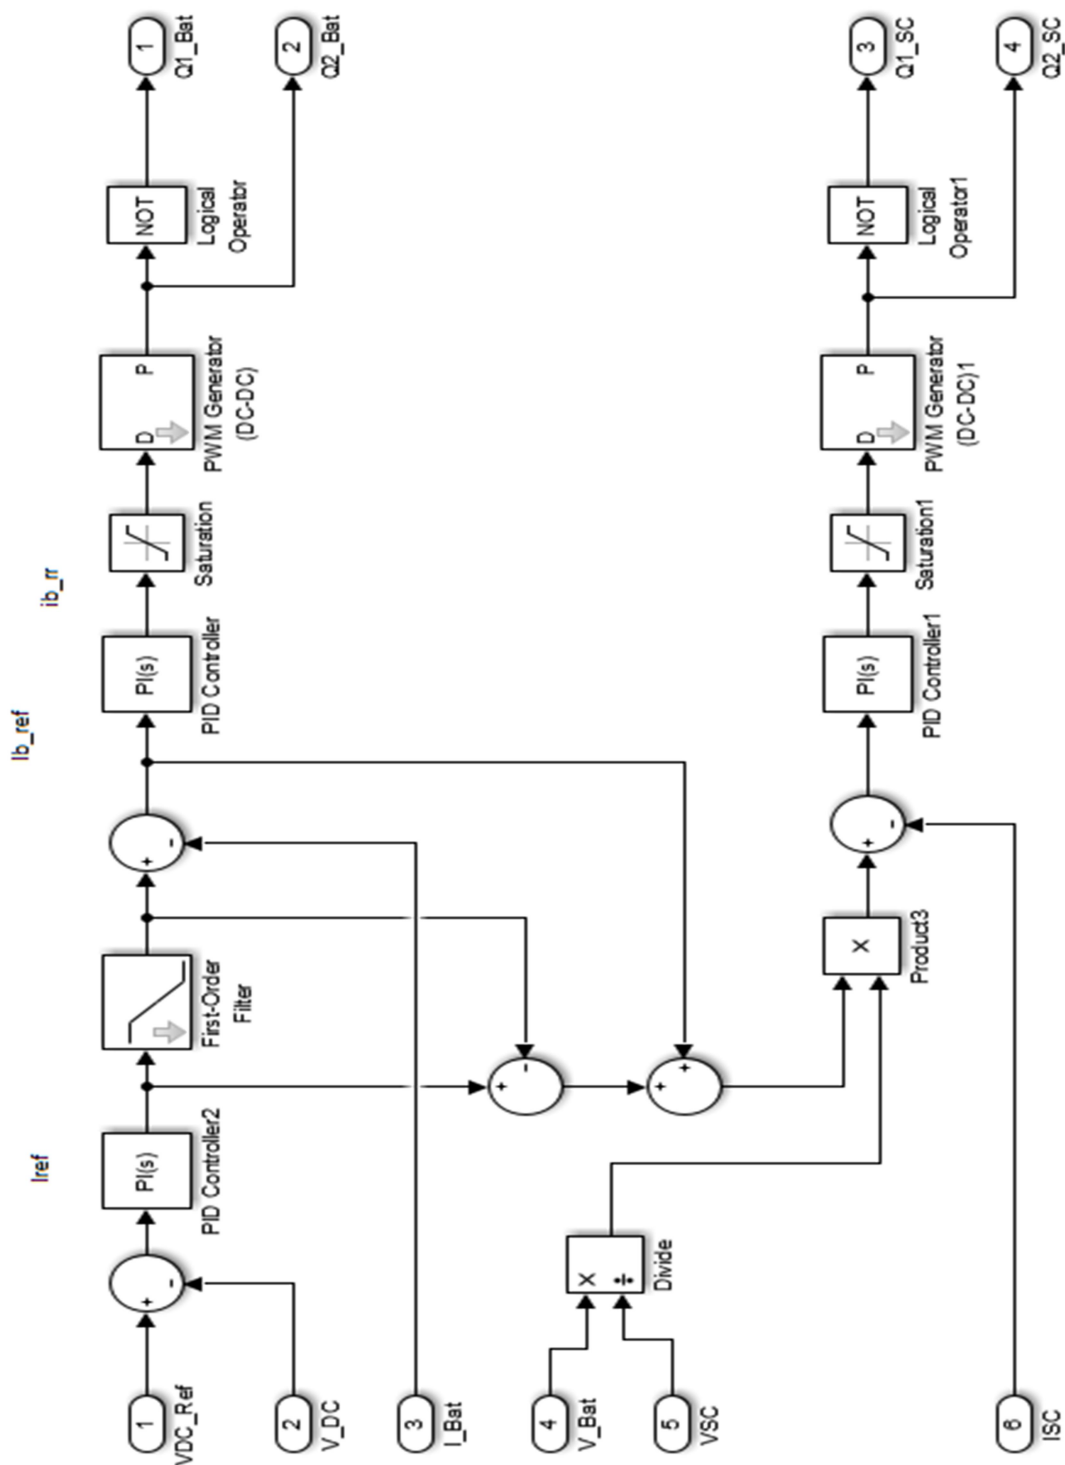 Iref
Ib_ref
ib_rr
1
VDC_Ref
+
-
PI(s)
PID Controller2
First-Order
Filter
+
-
PI(s)
PID Controller
Saturation
D
P
PWM Generator
(DC-DC)
NOT
Logical
Operator
1
Q1_Bat
2
Q2_Bat
2
V_DC
3
I_Bat
+
-
+
+
4
V_Bat
5
VSC
×
÷
Divide
×
Product3
+
-
PI(s)
PID Controller1
Saturation1
D
P
PWM Generator
(DC-DC)1
NOT
Logical
Operator1
3
Q1_SC
4
Q2_SC
6
ISC